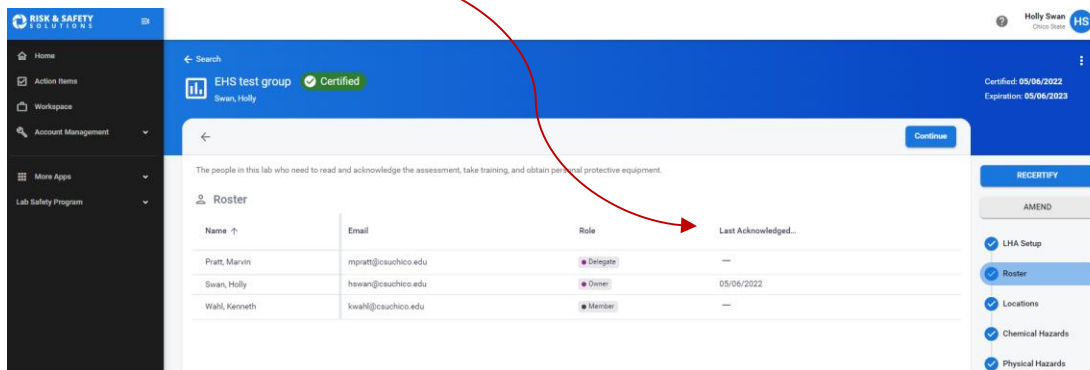 RISK & SAFETY
SOLUTIONS
Home
Action Items
Workspace
Account Management
More Apps
Lab Safety Program
Holly Swan
Chico State
HS
← Search
EHS test group
Certified
Swan, Holly
Certified: 05/06/2022
Expiration: 05/06/2023
Continue
The people in this lab who need to read and acknowledge the assessment, take training, and obtain personal protective equipment.
Roster
Name ↑ Email Role Last Acknowledged...
Pratt, Marvin mpratt@csuchico.edu Delegate —
Swan, Holly hswan@csuchico.edu Owner 05/06/2022
Wahl, Kenneth kwahl@csuchico.edu Member —
RECERTIFY
AMEND
LHA Setup
Roster
Locations
Chemical Hazards
Physical Hazards